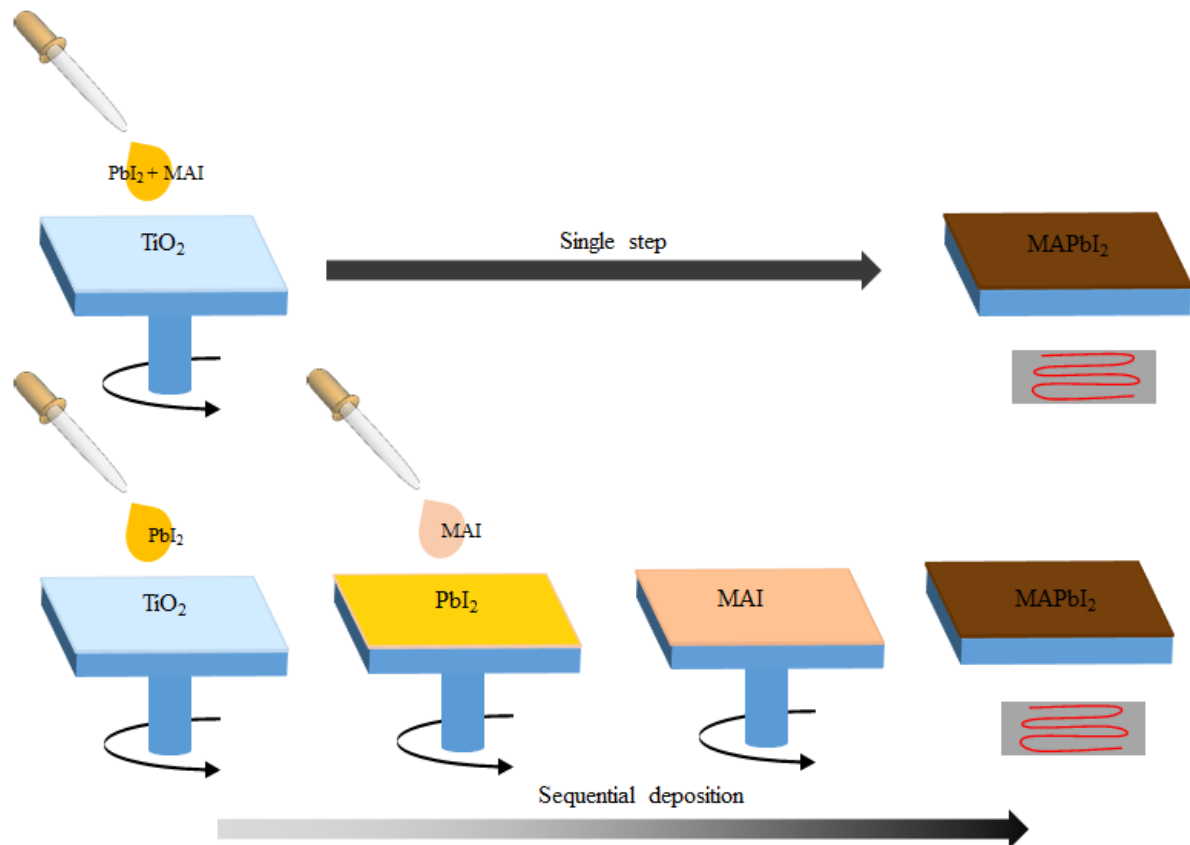 PbI₂ + MAI
TiO₂
Single step
MAPbI₂
PbI₂
MAI
TiO₂
PbI₂
MAI
MAPbI₂
Sequential deposition